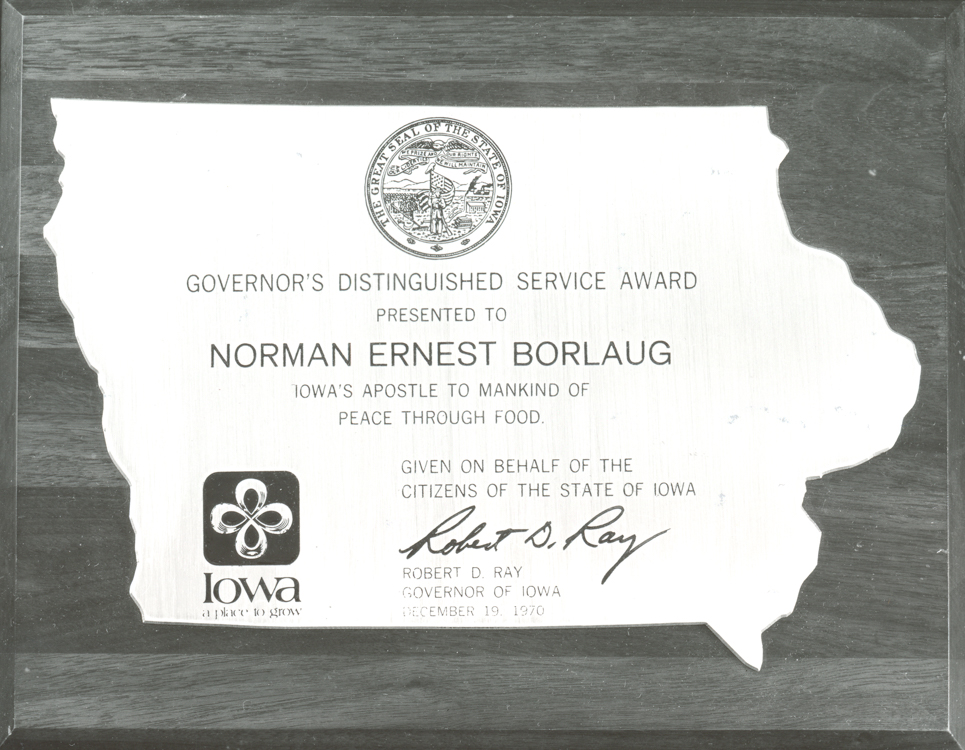 THE GREAT SEAL OF THE STATE OF IOWA
GOVERNOR'S DISTINGUISHED SERVICE AWARD
PRESENTED TO
NORMAN ERNEST BORLAUG
IOWA'S APOSTLE TO MANKIND OF
PEACE THROUGH FOOD.
GIVEN ON BEHALF OF THE
CITIZENS OF THE STATE OF IOWA
Robert D. Ray
ROBERT D. RAY
GOVERNOR OF IOWA
DECEMBER 19, 1970
Iowa
a place to grow